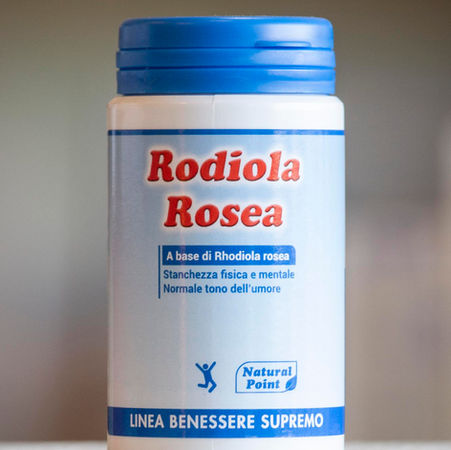 Rodiola
Rosea
A base di Rhodiola rosea
Stanchezza fisica e mentale
Normale tono dell'umore
Natural
Point
LINEA BENESSERE SUPREMO